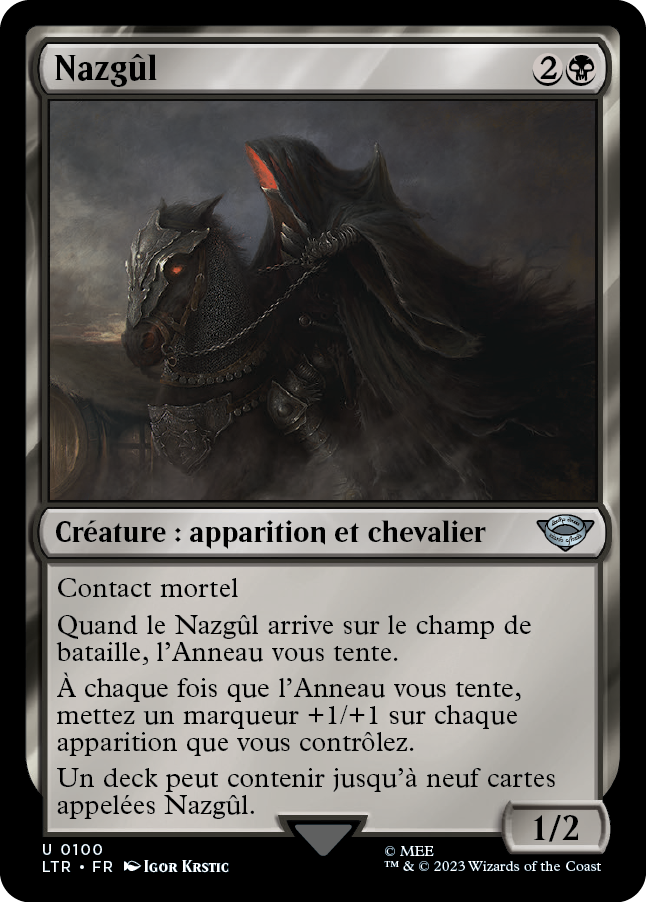 Nazgûl
2
Créature : apparition et chevalier
Contact mortel
Quand le Nazgûl arrive sur le champ de
bataille, l'Anneau vous tente.
À chaque fois que l'Anneau vous tente,
mettez un marqueur +1/+1 sur chaque
apparition que vous contrôlez.
Un deck peut contenir jusqu'à neuf cartes
appelées Nazgûl.
1/2
U 0100
LTR • FR Igor Krstic
© MEE
™ & © 2023 Wizards of the Coast